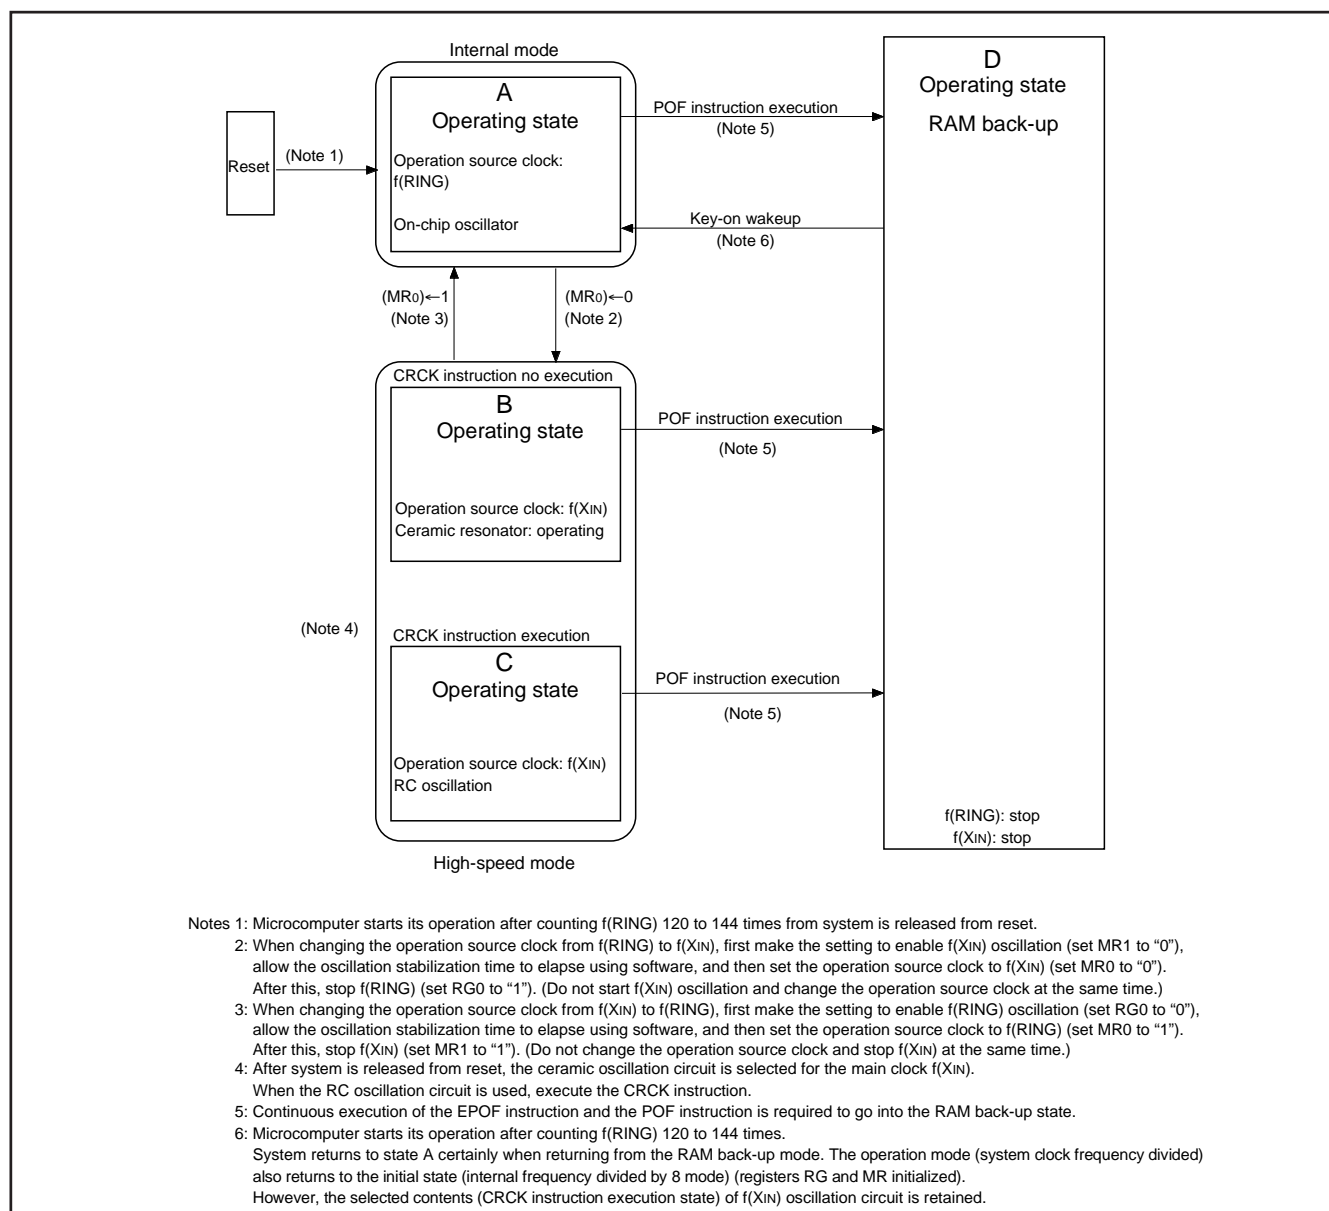 Internal mode
A
Operating state
Operation source clock:
f(RING)
On-chip oscillator
Reset
(Note 1)
POF instruction execution
(Note 5)
Key-on wakeup
(Note 6)
D
Operating state
RAM back-up
(MR0)←1
(Note 3)
(MR0)←0
(Note 2)
CRCK instruction no execution
B
Operating state
Operation source clock: f(XIN)
Ceramic resonator: operating
POF instruction execution
(Note 5)
(Note 4)
CRCK instruction execution
C
Operating state
Operation source clock: f(XIN)
RC oscillation
POF instruction execution
(Note 5)
f(RING): stop
f(XIN): stop
High-speed mode
Notes 1: Microcomputer starts its operation after counting f(RING) 120 to 144 times from system is released from reset.
2: When changing the operation source clock from f(RING) to f(XIN), first make the setting to enable f(XIN) oscillation (set MR1 to “0”),
allow the oscillation stabilization time to elapse using software, and then set the operation source clock to f(XIN) (set MR0 to “0”).
After this, stop f(RING) (set RG0 to “1”). (Do not start f(XIN) oscillation and change the operation source clock at the same time.)
3: When changing the operation source clock from f(XIN) to f(RING), first make the setting to enable f(RING) oscillation (set RG0 to “0”),
allow the oscillation stabilization time to elapse using software, and then set the operation source clock to f(RING) (set MR0 to “1”).
After this, stop f(XIN) (set MR1 to “1”). (Do not change the operation source clock and stop f(XIN) at the same time.)
4: After system is released from reset, the ceramic oscillation circuit is selected for the main clock f(XIN).
When the RC oscillation circuit is used, execute the CRCK instruction.
5: Continuous execution of the EPOF instruction and the POF instruction is required to go into the RAM back-up state.
6: Microcomputer starts its operation after counting f(RING) 120 to 144 times.
System returns to state A certainly when returning from the RAM back-up mode. The operation mode (system clock frequency divided)
also returns to the initial state (internal frequency divided by 8 mode) (registers RG and MR initialized).
However, the selected contents (CRCK instruction execution state) of f(XIN) oscillation circuit is retained.